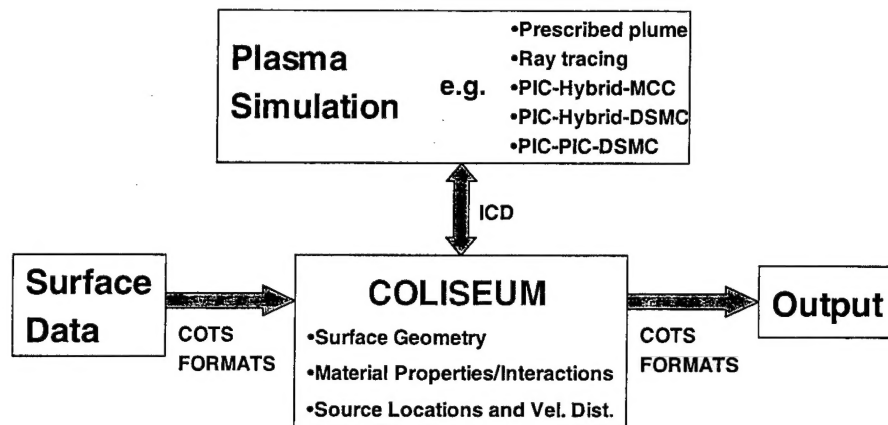 Plasma
Simulation
e.g.
•Prescribed plume
•Ray tracing
•PIC-Hybrid-MCC
•PIC-Hybrid-DSMC
•PIC-PIC-DSMC
ICD
Surface
Data
COTS
FORMATS
COLISEUM
•Surface Geometry
•Material Properties/Interactions
•Source Locations and Vel. Dist.
COTS
FORMATS
Output